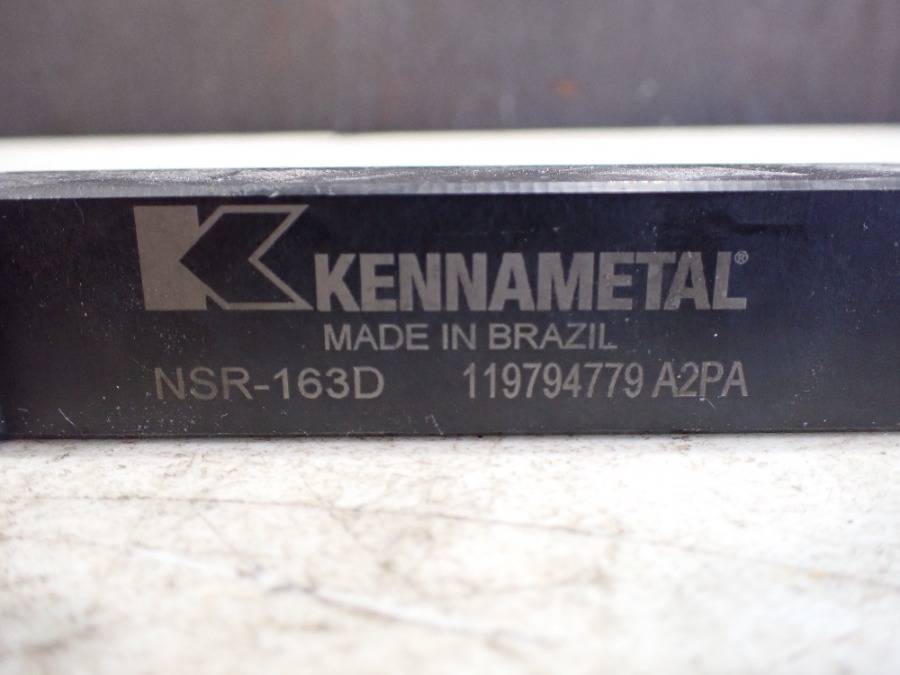 KENNAMETAL®
MADE IN BRAZIL
NSR-163D 119794779 A2PA